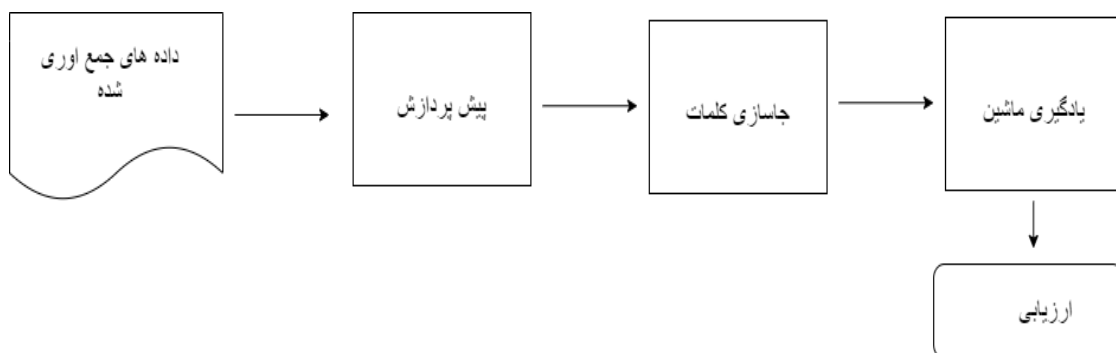 داده های جمع اوری
شده
پیش پردازش
جاسازی کلمات
یادگیری ماشین
ارزیابی